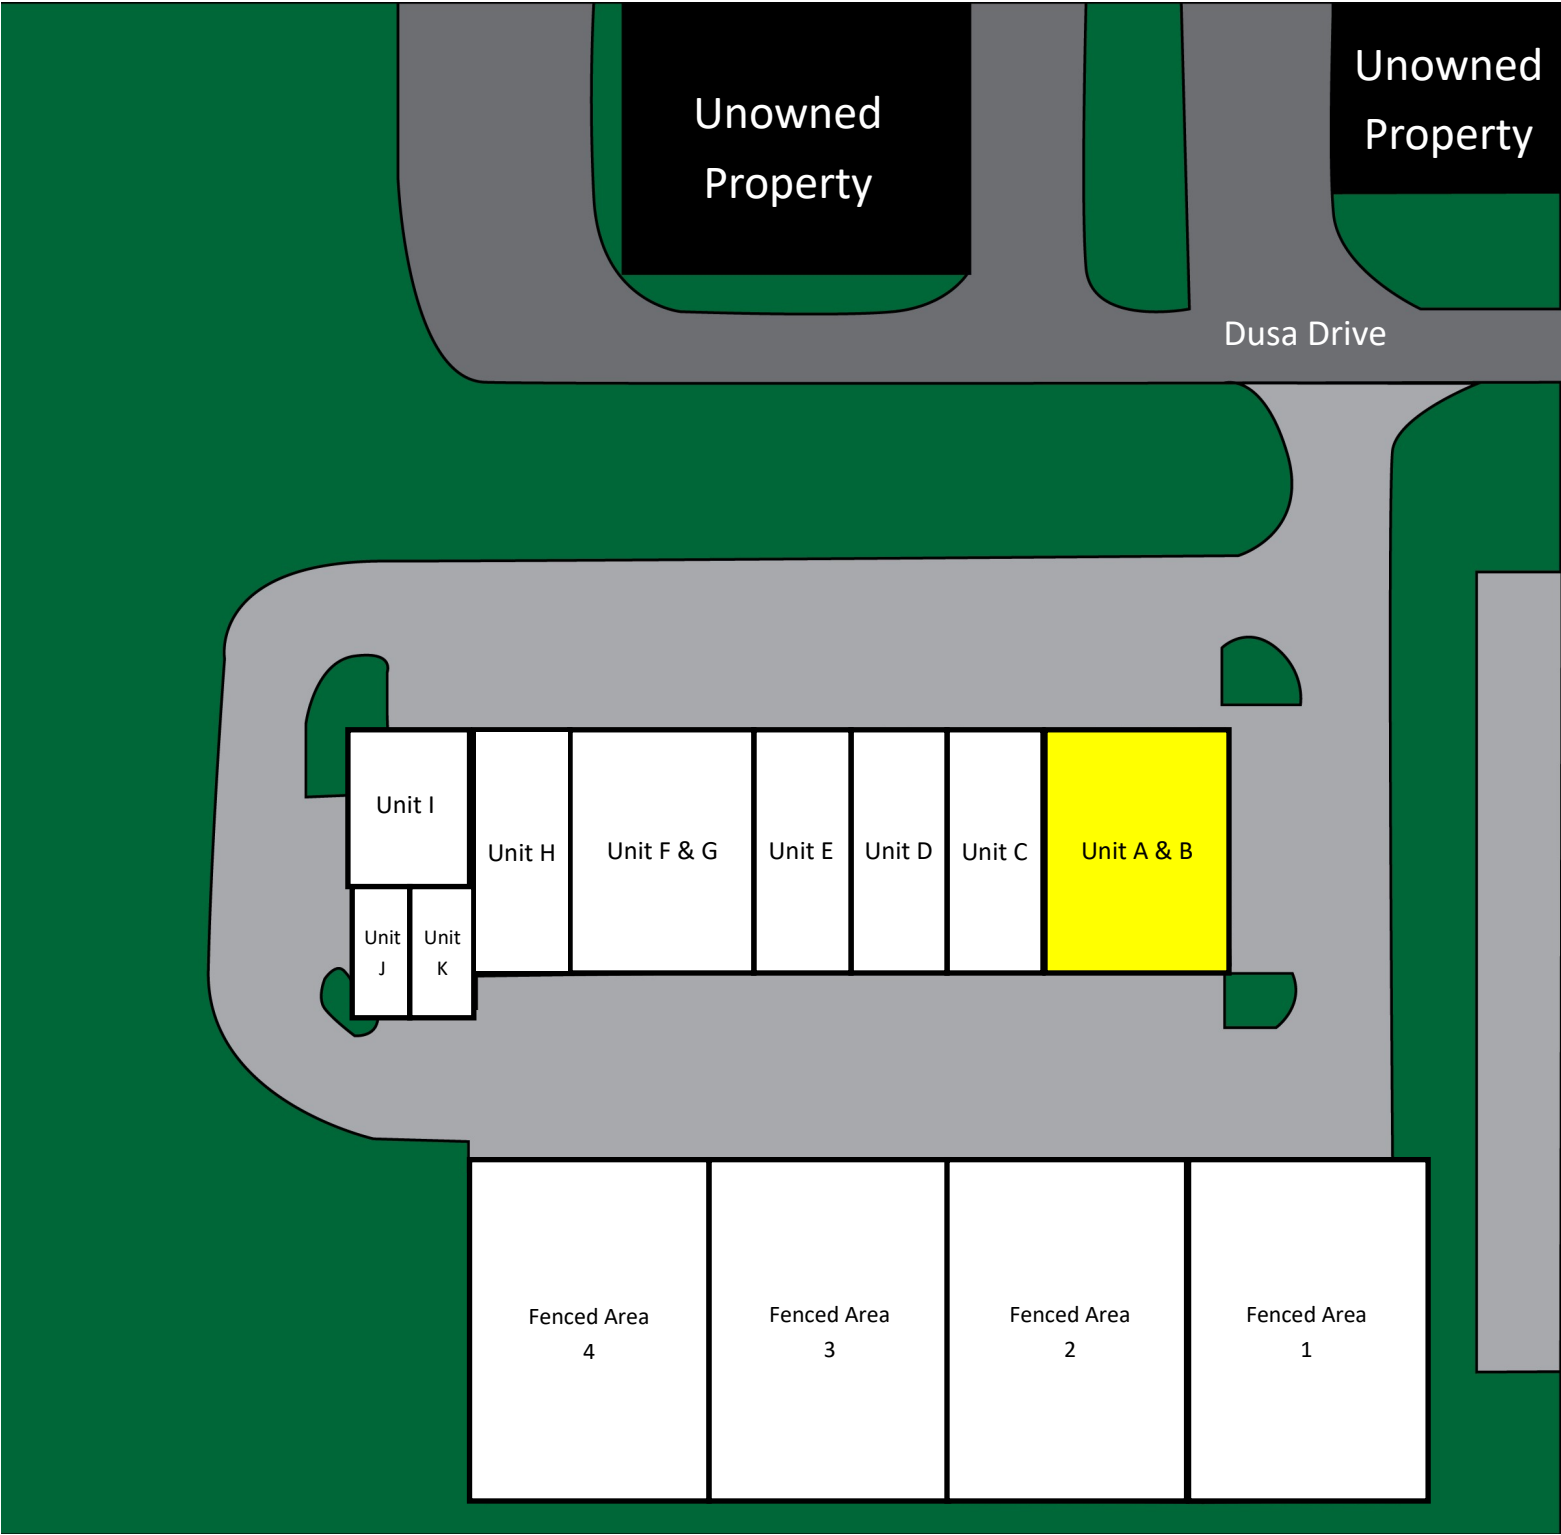 Unowned
Property
Unowned
Property
Dusa Drive
Unit I
Unit H
Unit F & G
Unit E
Unit D
Unit C
Unit A & B
Unit
J
Unit
K
Fenced Area
4
Fenced Area
3
Fenced Area
2
Fenced Area
1